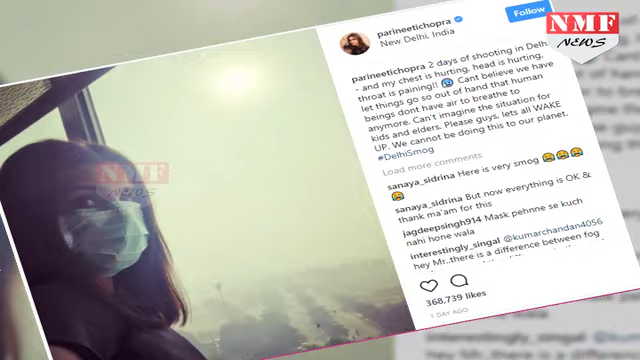 parineetichopra
New Delhi, India
Follow
NMF
NEWS
parineetichopra 2 days of shooting in Delhi
- and my chest is hurting, head is hurting,
throat is paining!! 😰 Cant believe we have
let things go so out of hand that human
beings dont have air to breathe to
anymore. Can't imagine the situation for
kids and elders. Please guys, lets all WAKE
UP. We cannot be doing this to our planet.
#DelhiSmog
Load more comments
sanaya_sidrina Here is very smog 😭😭😭
😭
sanaya_sidrina But now everything is OK &
thank ma'am for this
jagdeepsingh914 Mask pehnne se kuch
nahi hone wala
interestingly_singal @kumarchandan4056
hey Mr..there is a difference between fog
368,739 likes
1 DAY AGO
NMF
NEWS
interestingly_singal